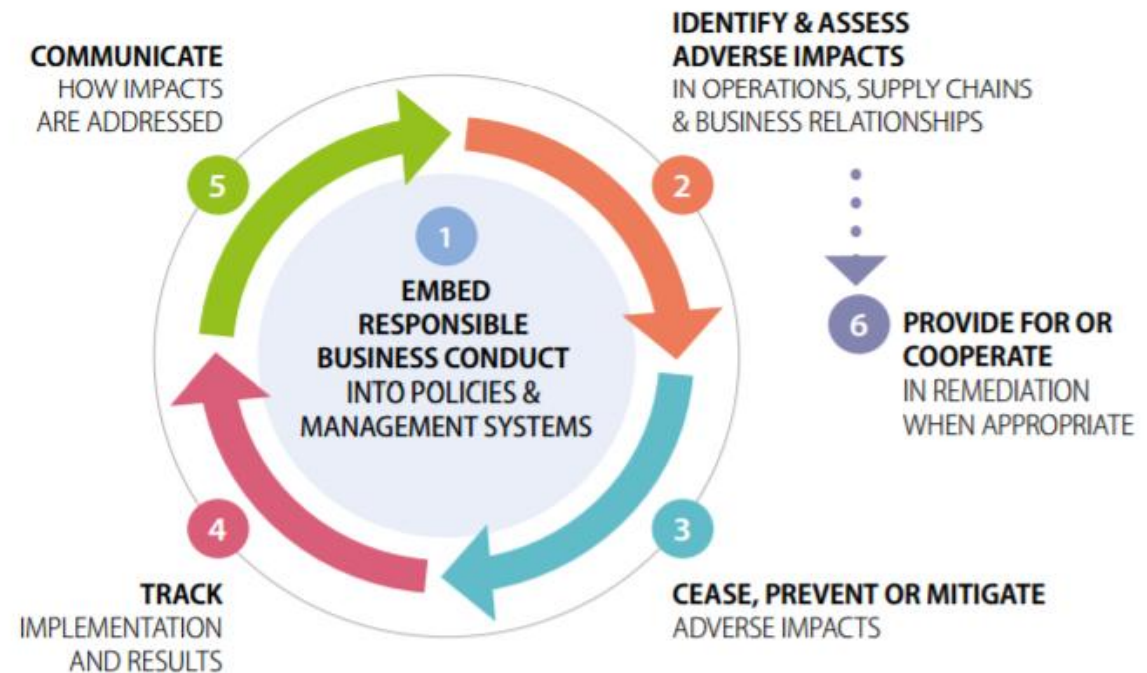 1
EMBED
RESPONSIBLE
BUSINESS CONDUCT
INTO POLICIES &
MANAGEMENT SYSTEMS
2
IDENTIFY & ASSESS
ADVERSE IMPACTS
IN OPERATIONS, SUPPLY CHAINS
& BUSINESS RELATIONSHIPS
3
CEASE, PREVENT OR MITIGATE
ADVERSE IMPACTS
4
TRACK
IMPLEMENTATION
AND RESULTS
5
COMMUNICATE
HOW IMPACTS
ARE ADDRESSED
6
PROVIDE FOR OR
COOPERATE
IN REMEDIATION
WHEN APPROPRIATE